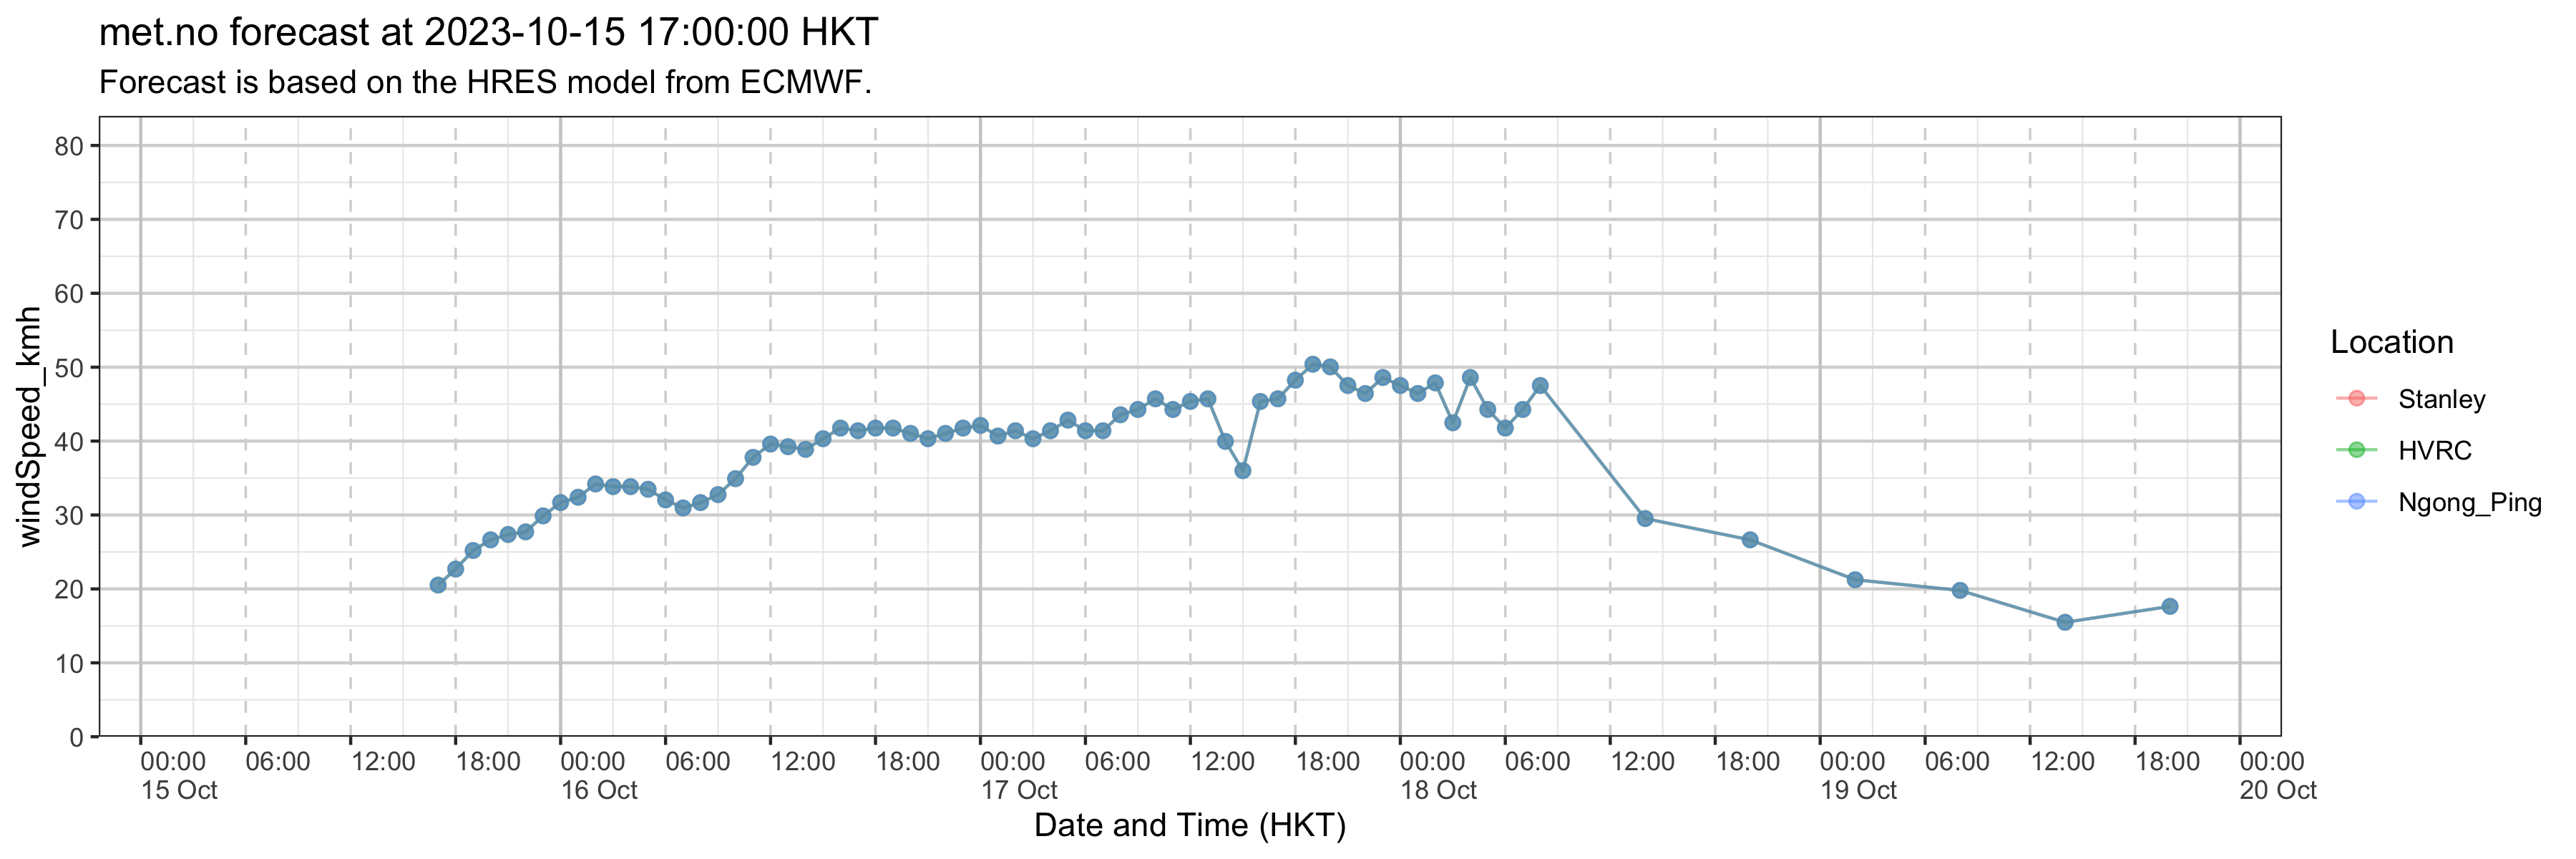 met.no forecast at 2023-10-15 17:00:00 HKT
Forecast is based on the HRES model from ECMWF.
80
70
60
50
40
30
20
10
0
windSpeed_kmh
00:00 06:00 12:00 18:00 00:00 06:00 12:00 18:00 00:00 06:00 12:00 18:00 00:00 06:00 12:00 18:00 00:00 06:00 12:00 18:00 00:00
15 Oct 16 Oct 17 Oct 18 Oct 19 Oct 20 Oct
Date and Time (HKT)
Location
Stanley
HVRC
Ngong_Ping